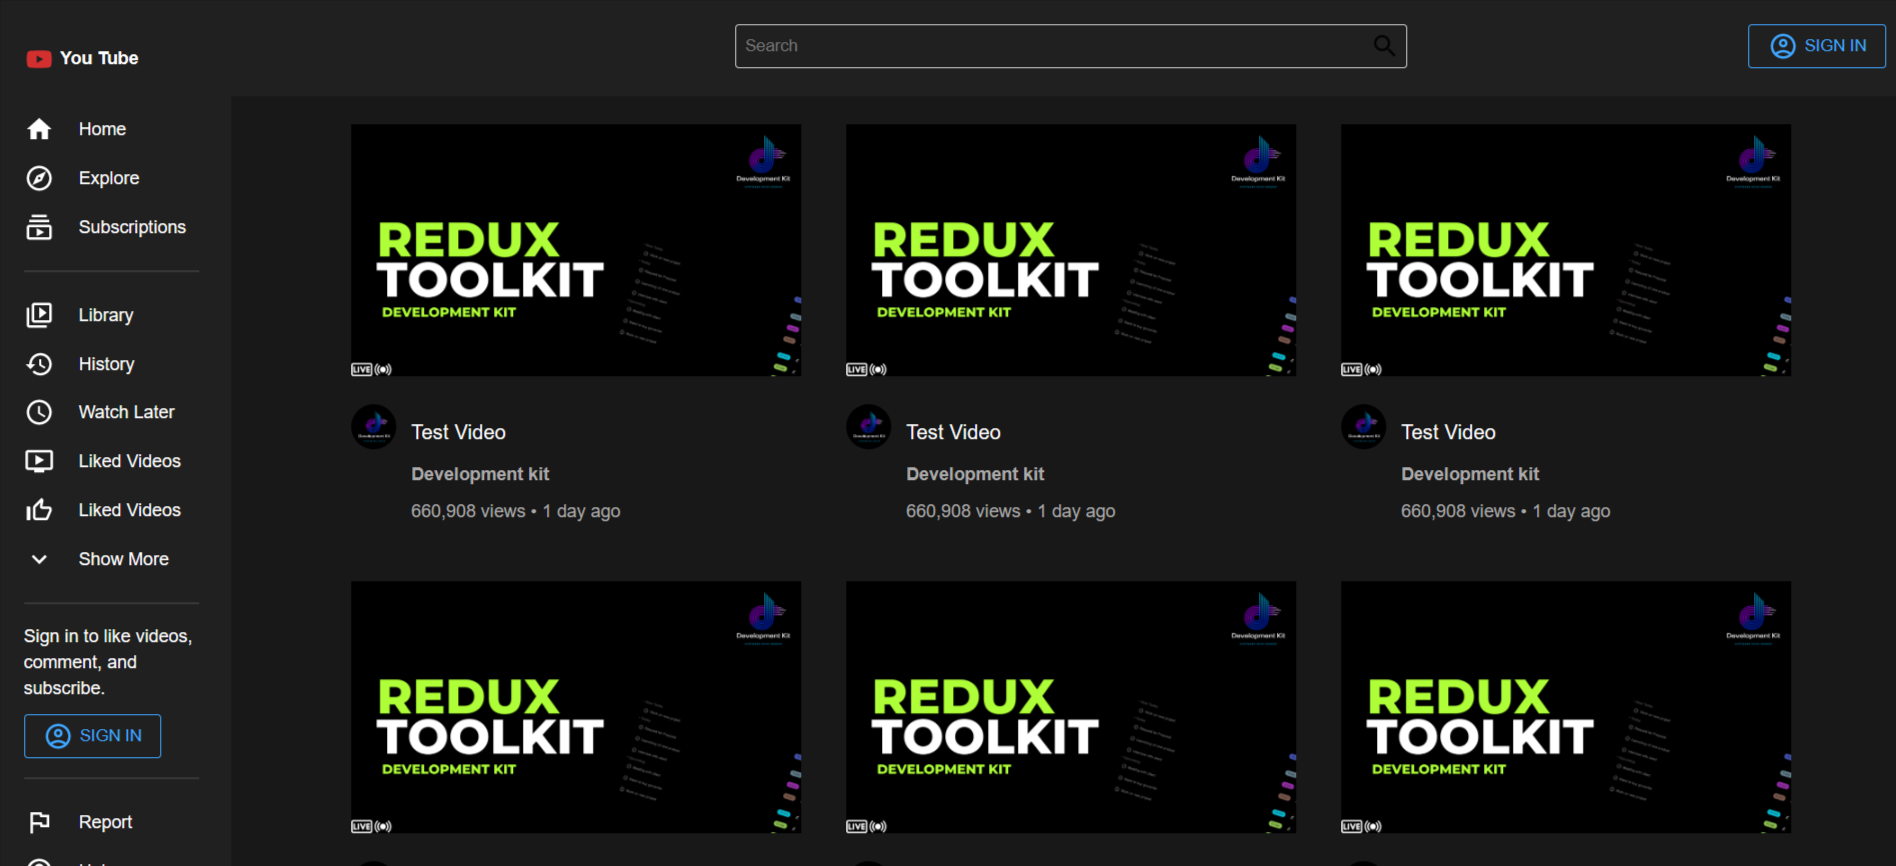 You Tube
Search
SIGN IN
Home
Explore
Subscriptions
Library
History
Watch Later
Liked Videos
Liked Videos
Show More
Sign in to like videos,
comment, and
subscribe.
SIGN IN
Report
Development Kit
REDUX
TOOLKIT
DEVELOPMENT KIT
LIVE
Test Video
Development kit
660,908 views • 1 day ago
Development Kit
REDUX
TOOLKIT
DEVELOPMENT KIT
LIVE
Test Video
Development kit
660,908 views • 1 day ago
Development Kit
REDUX
TOOLKIT
DEVELOPMENT KIT
LIVE
Test Video
Development kit
660,908 views • 1 day ago
Development Kit
REDUX
TOOLKIT
DEVELOPMENT KIT
LIVE
Development Kit
REDUX
TOOLKIT
DEVELOPMENT KIT
LIVE
Development Kit
REDUX
TOOLKIT
DEVELOPMENT KIT
LIVE